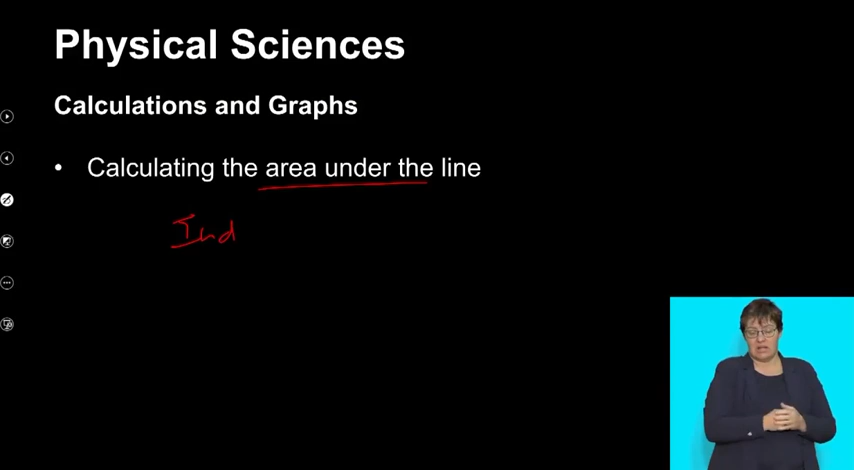 Physical Sciences
Calculations and Graphs
• Calculating the area under the line
Ind